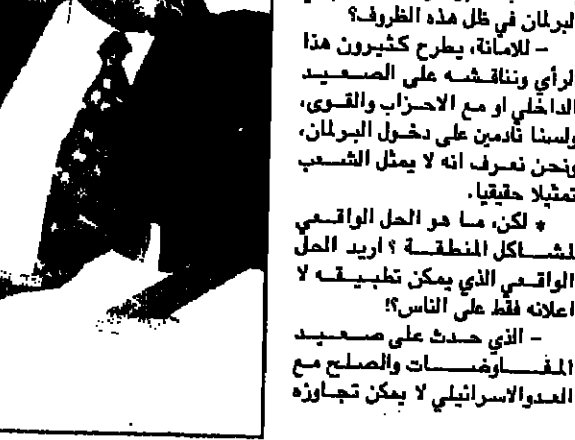 البرلمان في ظل هذه الظروف؟
– للامانة، يطرح كثيرون هذا
الرأي ونناقشه على الصعيد
الداخلي او مع الاحزاب والقوى،
ولسنا نادمين على دخول البرلمان،
ونحن نعرف انه لا يمثل الشعب
تمثيلا حقيقيا.
* لكن، ما هو الحل الواقعي
لمشاكل المنطقة ؟ اريد الحل
الواقعي الذي يمكن تطبيقه لا
اعلانه فقط على الناس؟!
– الذي حدث على صعيد
المفاوضات والصلح مع
العدوالاسرائيلي لا يمكن تجاوزه